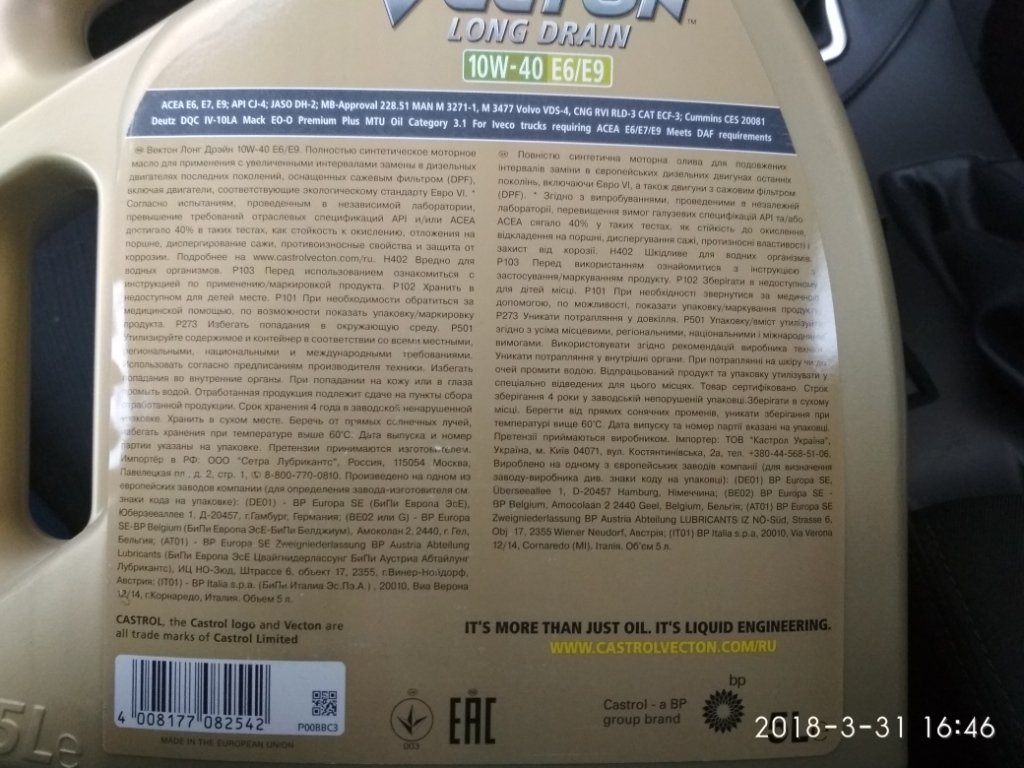 VECTON
TM
LONG DRAIN
10W-40 E6/E9
ACEA E6, E7, E9; API CJ-4; JASO DH-2; MB-Approval 228.51 MAN M 3271-1, M 3477 Volvo VDS-4, CNG RVI RLD-3 CAT ECF-3; Cummins CES 20081
Deutz DQC IV-10LA Mack EO-O Premium Plus MTU Oil Category 3.1 For Iveco trucks requiring ACEA E6/E7/E9 Meets DAF requirements
Вектон Лонг Дрэйн 10W-40 E6/E9. Полностью синтетическое моторное
масло для применения с увеличенными интервалами замены в дизельных
двигателях последних поколений, оснащенных сажевым фильтром (DPF),
включая двигатели, соответствующие экологическому стандарту Евро VI. *
Согласно испытаниям, проведенным в независимой лаборатории,
превышение требований отраслевых спецификаций API и/или ACEA
достигало 40% в таких тестах, как стойкость к окислению, отложения на
поршне, диспергирование сажи, противоизносные свойства и защита от
коррозии. Подробнее на www.castrolvecton.com/ru. H402 Вредно для
водных организмов. P103 Перед использованием ознакомиться с
инструкцией по применению/маркировкой продукта. P102 Хранить в
недоступном для детей месте. P101 При необходимости обратиться за
медицинской помощью, по возможности показать упаковку/маркировку
продукта. P273 Избегать попадания в окружающую среду. P501
Утилизируйте содержимое и контейнер в соответствии со всеми местными,
региональными, национальными и международными требованиями.
Использовать согласно предписаниям производителя техники. Избегать
попадания во внутренние органы. При попадании на кожу или в глаза
промыть водой. Отработанная продукция подлежит сдаче на пункты сбора
отработанной продукции. Срок хранения 4 года в заводской ненарушенной
упаковке. Хранить в сухом месте. Беречь от прямых солнечных лучей,
избегать хранения при температуре выше 60°C. Дата выпуска и номер
партии указаны на упаковке. Претензии принимаются изготовителем.
Импортёр в РФ: ООО "Сетра Лубрикантс", Россия, 115054 Москва,
Павелецкая пл., д. 2, стр. 1, 8-800-770-0810. Произведено на одном из
европейских заводов компании (для определения завода-изготовителя см.
знаки кода на упаковке): (DE01) - BP Europa SE (БиПи Европа ЭсЕ),
Юберзееаллее 1, Д-20457, г.Гамбург, Германия; (BE02 или G) - BP Europa
SE-BP Belgium (БиПи Европа ЭсЕ-БиПи Белджиум), Амоколан 2, 2440, г. Гел,
Бельгия; (AT01) - BP Europa SE Zweigniederlassung BP Austria Abteilung
Lubricants (БиПи Европа ЭсЕ Цвайгнидерлассунг БиПи Аустриа Абтайлунг
Лубрикантс), ИЦ НО-Зюд, Штрассе 6, объект 17, 2355, г.Винер-Нойдорф,
Австрия; (IT01) - BP Italia s.p.a. (БиПи Италиа Эс.Пэ.А.) , 20010, Виа Верона
12/14, г.Корнаредо, Италия. Объем 5 л.
Повністю синтетична моторна олива для подовжених
інтервалів заміни в європейських дизельних двигунах останніх
поколінь, включаючи Євро VI, а також двигуни з сажовим фільтром
(DPF). * Згідно з випробуваннями, проведеними в незалежній
лабораторії, перевищення вимог галузевих специфікацій API та/або
ACEA сягало 40% у таких тестах, як стійкість до окислення,
відкладення на поршні, диспергування сажі, протизносні властивості і
захист від корозії. H402 Шкідливе для водних організмів.
P103 Перед використанням ознайомитися з інструкцією з
застосування/маркуванням продукту. P102 Зберігати в недоступному
для дітей місці. P101 При необхідності звернутися за медичною
допомогою, по можливості, показати упаковку/маркування продукту.
P273 Уникати потрапляння у довкілля. P501 Упаковку/вміст утилізувати
згідно з усіма місцевими, регіональними, національними і міжнародними
вимогами. Використовувати згідно рекомендацій виробника техніки.
Уникати потрапляння у внутрішні органи. При потраплянні на шкіру чи до
очей промити водою. Відпрацьований продукт та упаковку утилізувати у
спеціально відведених для цього місцях. Товар сертифіковано. Строк
зберігання 4 роки у заводській непорушеній упаковці.Зберігати в сухому
місці. Берегти від прямих сонячних променів, уникати зберігання при
температурі вище 60°C. Дату випуску та номер партії вказані на упаковці.
Претензії приймаються виробником. Імпортер: ТОВ "Кастрол Україна",
Україна, м. Київ 04071, вул. Костянтинівська, 2а, тел. +380-44-568-51-06.
Вироблено на одному з європейських заводів компанії (для визначення
заводу-виробника див. знаки коду на упаковці): (DE01) BP Europa SE,
Überseeallee 1, D-20457 Hamburg, Німеччина; (BE02) BP Europa SE -
BP Belgium, Amocolaan 2 2440 Geel, Belgium, Бельгія; (AT01) BP Europa SE
Zweigniederlassung BP Austria Abteilung LUBRICANTS IZ NÖ-Süd, Strasse 6,
Obj 17, 2355 Wiener Neudorf, Австрія; (IT01) BP Italia s.p.a, 20010, Via Verona
12/14, Cornaredo (MI), Італія. Об'єм 5 л.
CASTROL, the Castrol logo and Vecton are
all trade marks of Castrol Limited
IT'S MORE THAN JUST OIL. IT'S LIQUID ENGINEERING.
WWW.CASTROLVECTON.COM/RU
4 008177 082542
P00BBC3
MADE IN THE EUROPEAN UNION
003
EAC
Castrol - a BP
group brand
bp
5L
5Le
2018-3-31 16:46